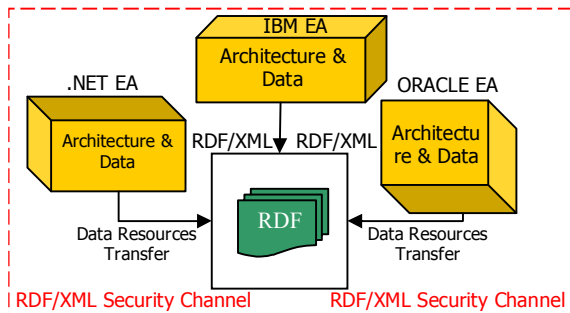 IBM EA
Architecture &
Data
.NET EA
Architecture &
Data
ORACLE EA
Architectu
re & Data
RDF/XML
RDF/XML
RDF
Data Resources
Transfer
Data Resources
Transfer
RDF/XML Security Channel
RDF/XML Security Channel